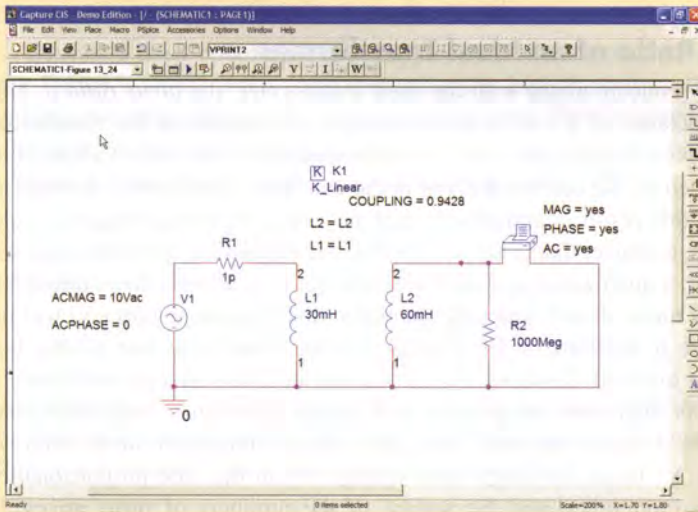 Capture CIS - Demo Edition - [/ - (SCHEMATIC1 : PAGE1)]
File Edit View Place Macro PSpice Accessories Options Window Help
VPRINT2
SCHEMATIC1-Figure 13_24
V I W
K K1
K_Linear
COUPLING = 0.9428
L2 = L2
L1 = L1
MAG = yes
PHASE = yes
AC = yes
R1
1p
ACMAG = 10Vac
ACPHASE = 0
V1
2
L1
30mH
1
2
L2
60mH
1
R2
1000Meg
0
Ready
0 items selected
Scale=200% X=1.70 Y=1.80